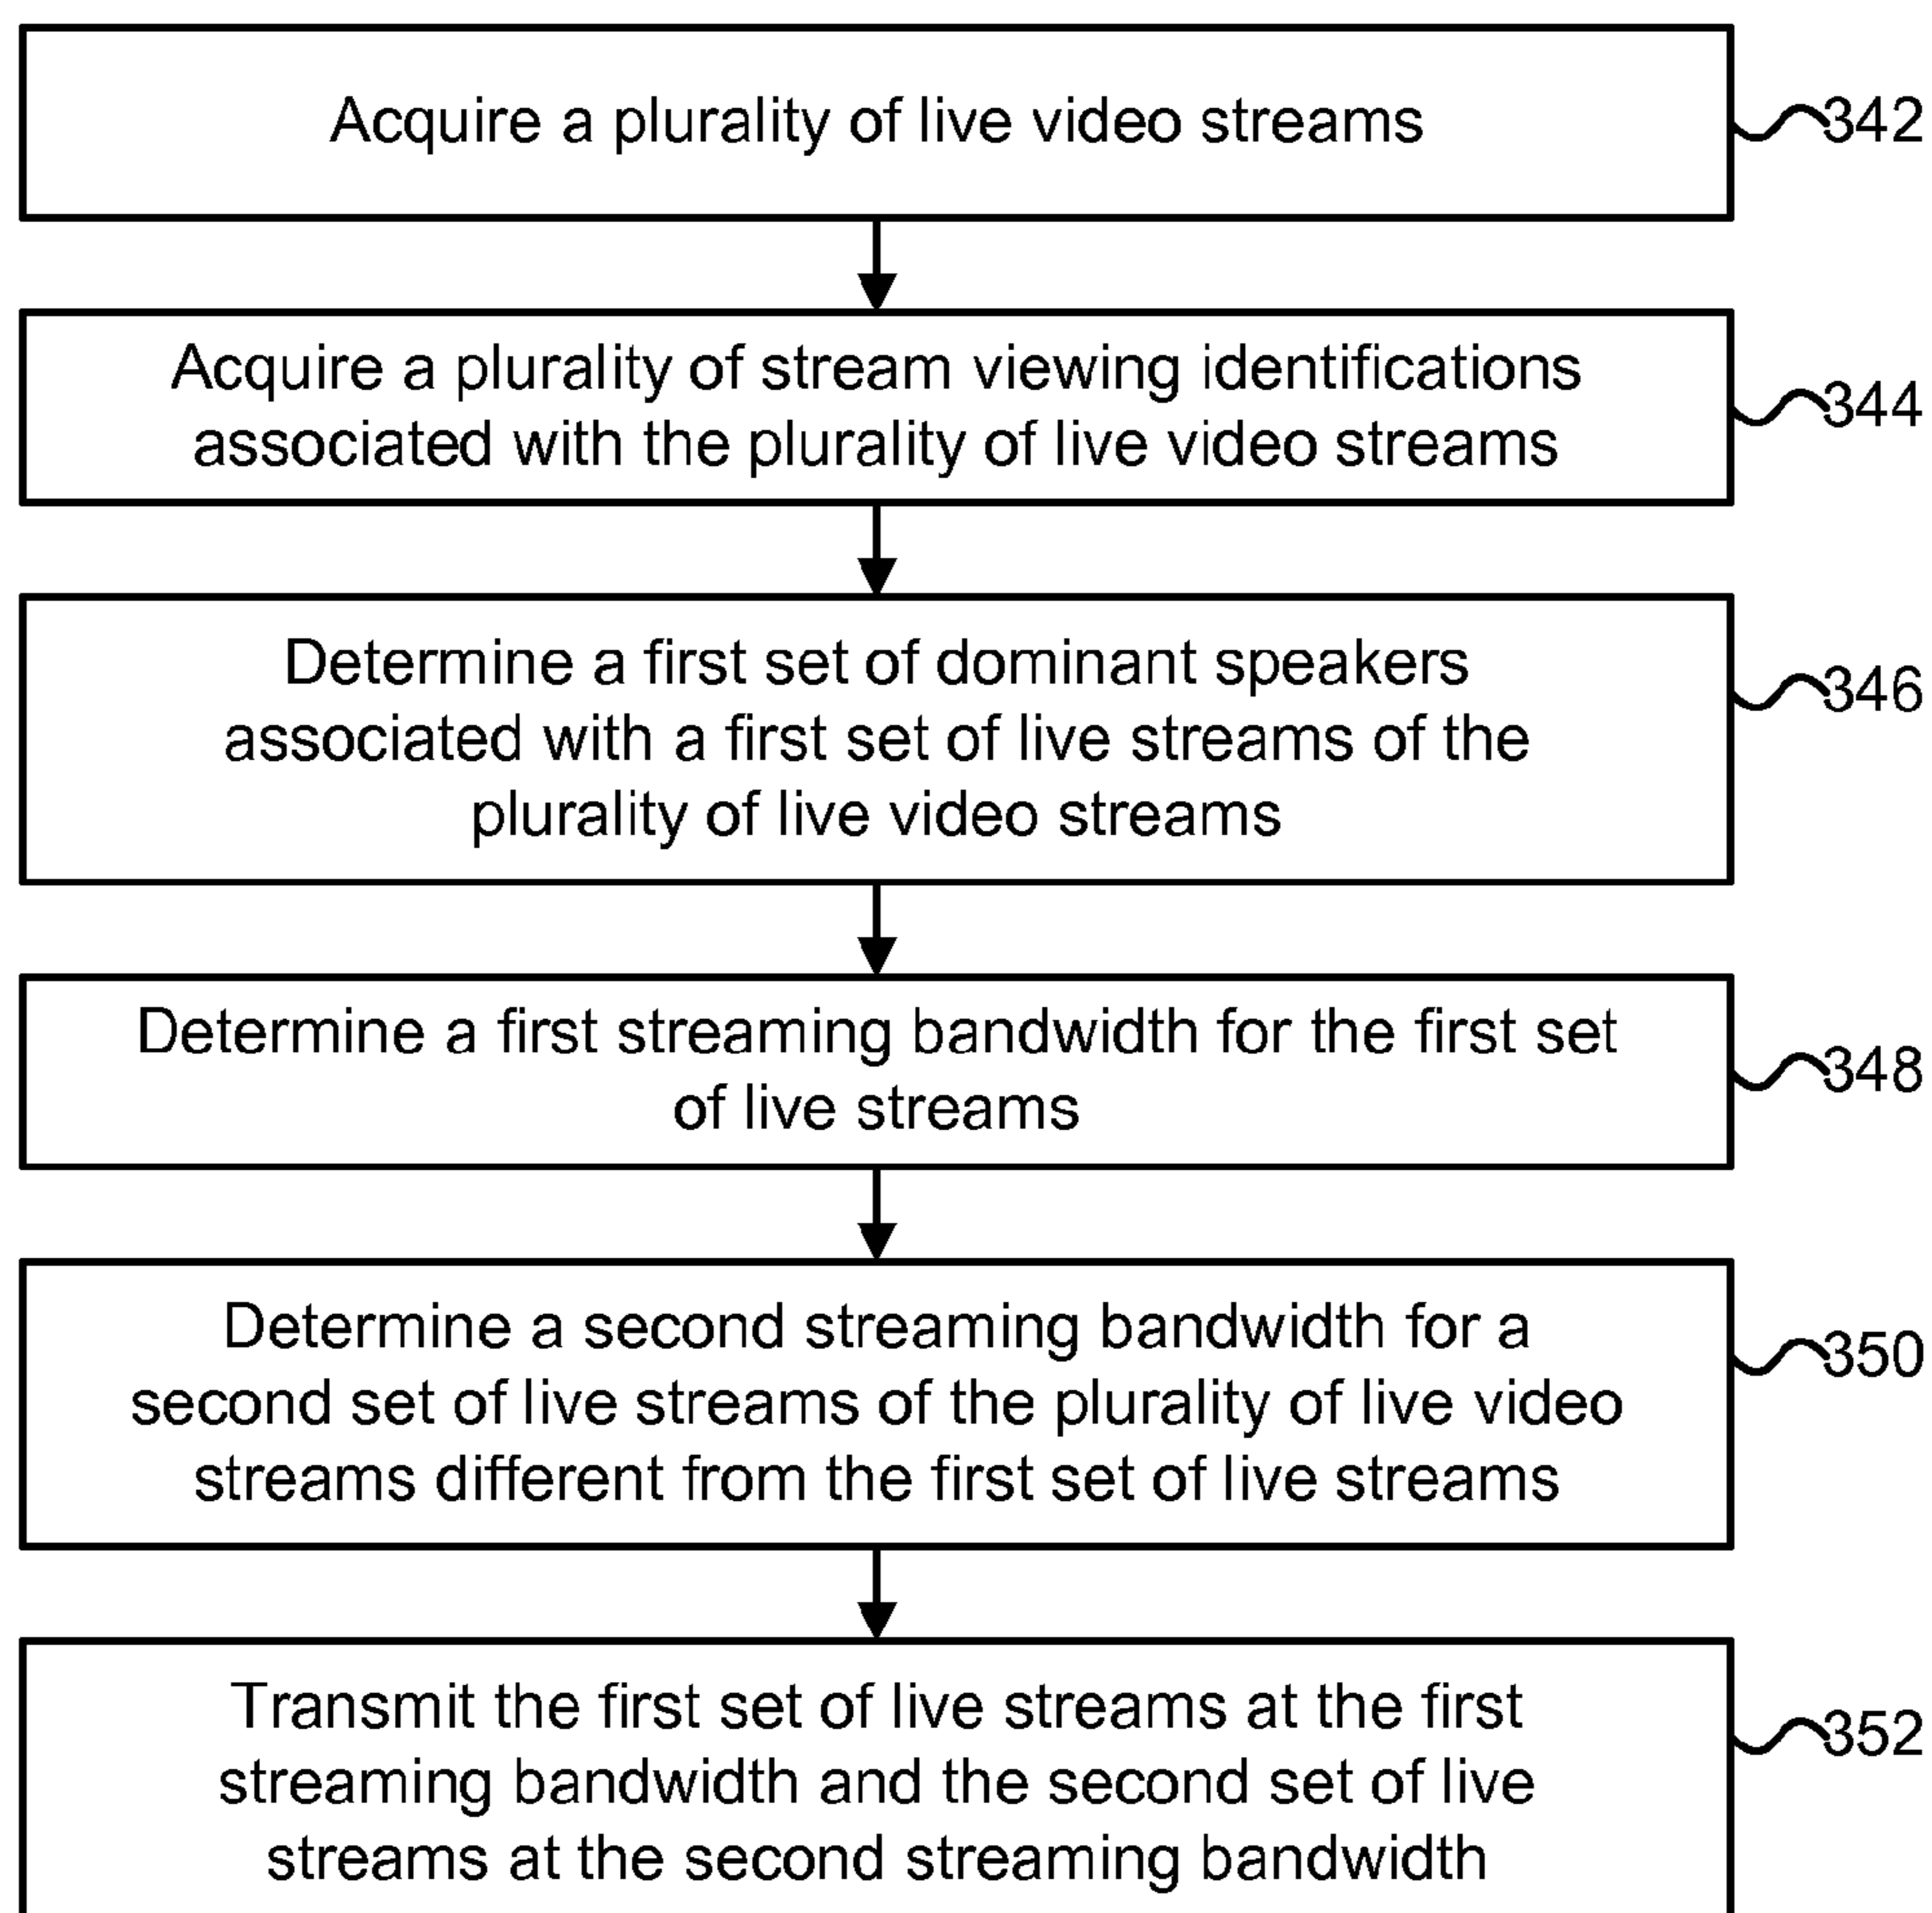 Acquire a plurality of live video streams
342
Acquire a plurality of stream viewing identifications
associated with the plurality of live video streams
344
Determine a first set of dominant speakers
associated with a first set of live streams of the
plurality of live video streams
346
Determine a first streaming bandwidth for the first set
of live streams
348
Determine a second streaming bandwidth for a
second set of live streams of the plurality of live video
streams different from the first set of live streams
350
Transmit the first set of live streams at the first
streaming bandwidth and the second set of live
streams at the second streaming bandwidth
352